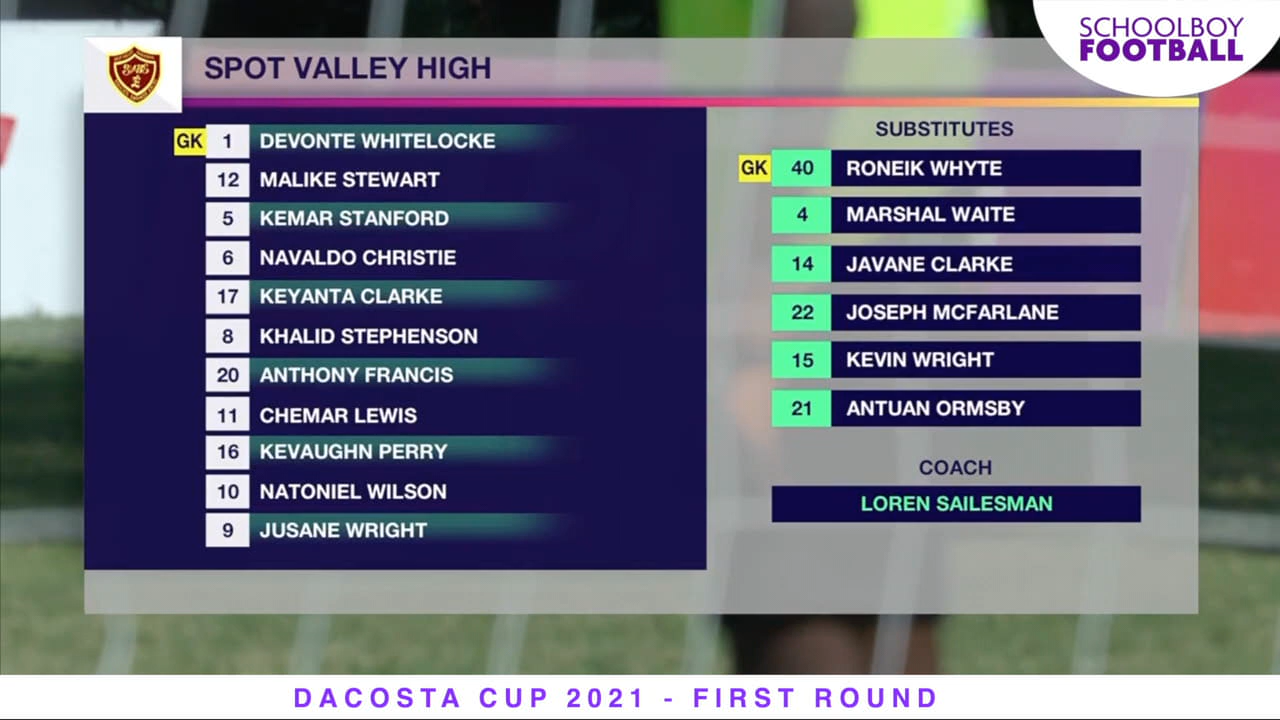 SCHOOLBOY
FOOTBALL
SPOT VALLEY HIGH
GK 1 DEVONTE WHITELOCKE
12 MALIKE STEWART
5 KEMAR STANFORD
6 NAVALDO CHRISTIE
17 KEYANTA CLARKE
8 KHALID STEPHENSON
20 ANTHONY FRANCIS
11 CHEMAR LEWIS
16 KEVAUGHN PERRY
10 NATONIEL WILSON
9 JUSANE WRIGHT
SUBSTITUTES
GK 40 RONEIK WHYTE
4 MARSHAL WAITE
14 JAVANE CLARKE
22 JOSEPH MCFARLANE
15 KEVIN WRIGHT
21 ANTUAN ORMSBY
COACH
LOREN SAILESMAN
DACOSTA CUP 2021 - FIRST ROUND